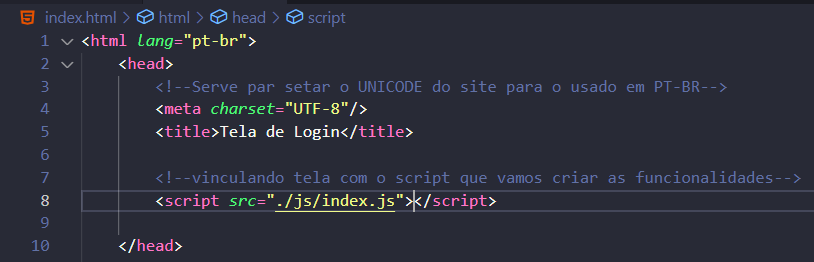 index.html > html > head > script
1 <html lang="pt-br">
2 <head>
3 <!--Serve par setar o UNICODE do site para o usado em PT-BR-->
4 <meta charset="UTF-8"/>
5 <title>Tela de Login</title>
6
7 <!--vinculando tela com o script que vamos criar as funcionalidades-->
8 <script src="./js/index.js"></script>
9
10 </head>